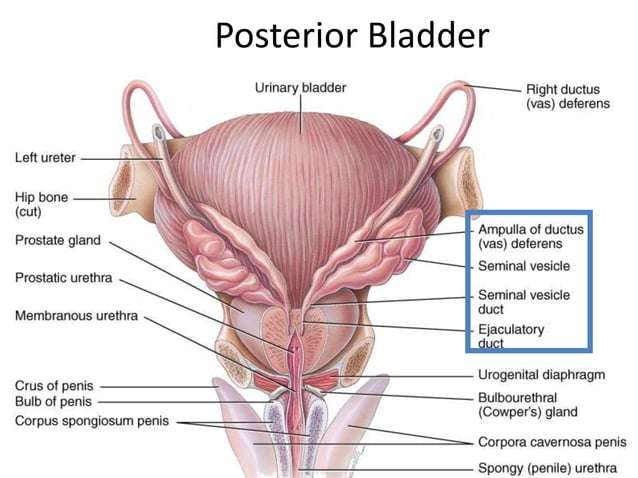 Posterior Bladder
Urinary bladder
Right ductus
(vas) deferens
Left ureter
Hip bone
(cut)
Prostate gland
Prostatic urethra
Membranous urethra
Ampulla of ductus
(vas) deferens
Seminal vesicle
Seminal vesicle
duct
Ejaculatory
duct
Urogenital diaphragm
Crus of penis
Bulb of penis
Corpus spongiosum penis
Bulbourethral
(Cowper's) gland
Corpora cavernosa penis
Spongy (penile) urethra